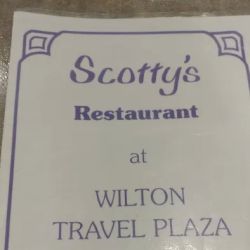 Scotty's
Restaurant
at
WILTON
TRAVEL PLAZA